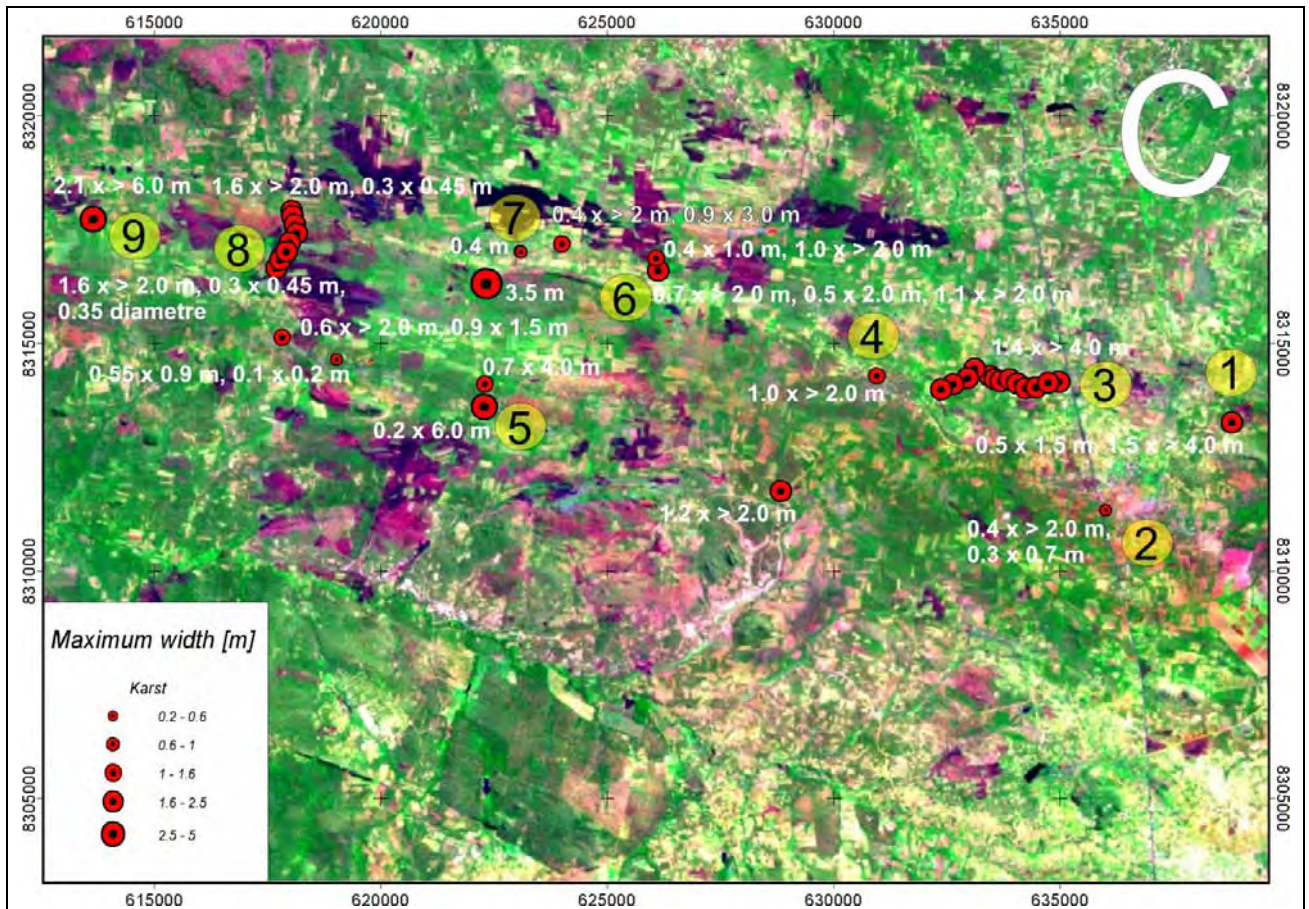 615000 620000 625000 630000 635000
8320000 8320000
C
2.1 x > 6.0 m 1.6 x > 2.0 m, 0.3 x 0.45 m
7 0.4 x > 2 m, 0.9 x 3.0 m
9 8 0.4 m 0.4 x 1.0 m, 1.0 x > 2.0 m
1.6 x > 2.0 m, 0.3 x 0.45 m, 3.5 m 6 0.7 x > 2.0 m, 0.5 x 2.0 m, 1.1 x > 2.0 m
0.35 diametre
0.6 x > 2.0 m, 0.9 x 1.5 m 4
8315000 1.4 x > 4.0 m 8315000
0.55 x 0.9 m, 0.1 x 0.2 m 0.7 x 4.0 m 1
1.0 x > 2.0 m 3
0.2 x 6.0 m 5
0.5 x 1.5 m, 1.5 x > 4.0 m
1.2 x > 2.0 m
0.4 x > 2.0 m,
0.3 x 0.7 m 2
8310000 8310000
Maximum width [m]
Karst
0.2 - 0.6
0.6 - 1
1 - 1.6
1.6 - 2.5
2.5 - 5
8305000 8305000
615000 620000 625000 630000 635000